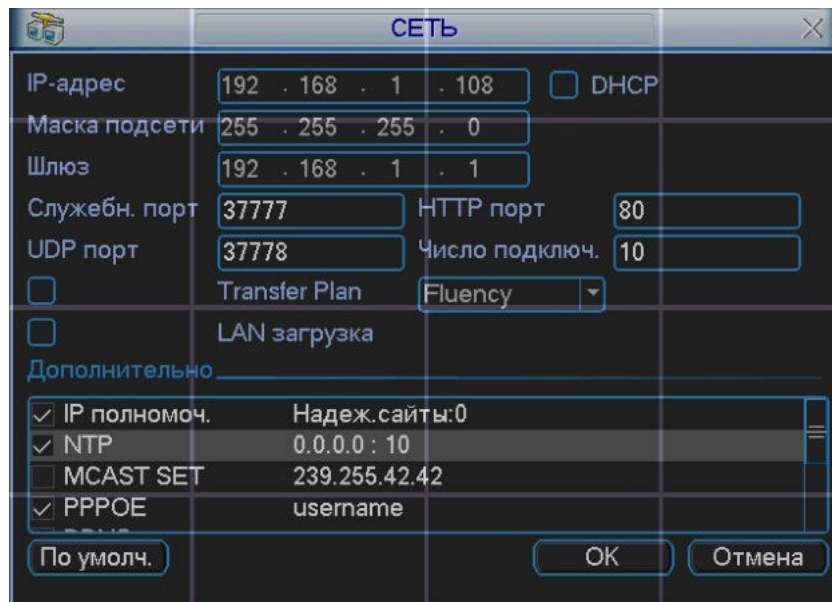 СЕТЬ
IP-адрес 192 . 168 . 1 . 108 DHCP
Маска подсети 255 . 255 . 255 . 0
Шлюз 192 . 168 . 1 . 1
Служебн. порт 37777 HTTP порт 80
UDP порт 37778 Число подключ. 10
Transfer Plan Fluency
LAN загрузка
Дополнительно
IP полномоч. Надеж.сайты:0
NTP 0.0.0.0 : 10
MCAST SET 239.255.42.42
PPPOE username
По умолч. OK Отмена